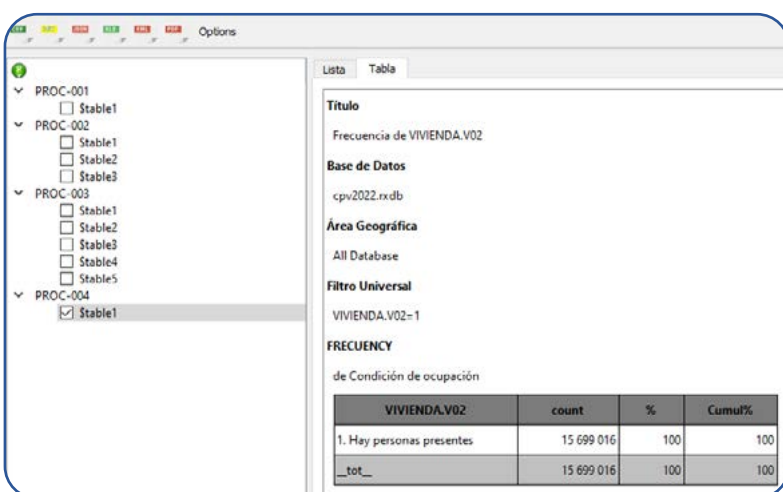 Options
PROC-001
$table1
PROC-002
$table1
$table2
$table3
PROC-003
$table1
$table2
$table3
$table4
$table5
PROC-004
$table1
Lista Tabla
Título
Frecuencia de VIVIENDA.V02
Base de Datos
cpv2022.rxdb
Área Geográfica
All Database
Filtro Universal
VIVIENDA.V02=1
FRECUENCY
de Condición de ocupación
VIVIENDA.V02 count % Cumul%
1. Hay personas presentes 15 699 016 100 100
__tot__ 15 699 016 100 100